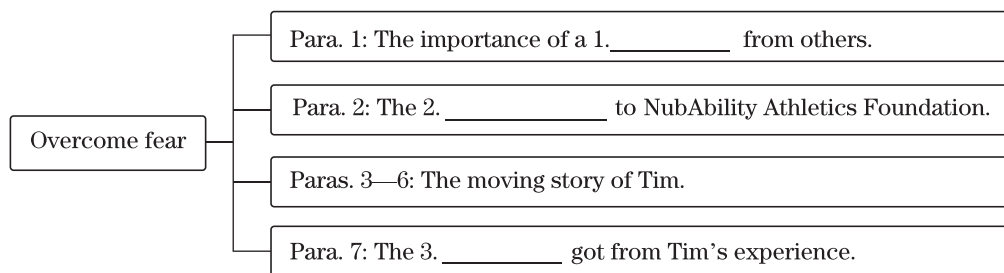 Para. 1: The importance of a 1.__________ from others.
Para. 2: The 2. ______________ to NubAbility Athletics Foundation.
Overcome fear
Paras. 3—6: The moving story of Tim.
Para. 7: The 3. __________ got from Tim's experience.